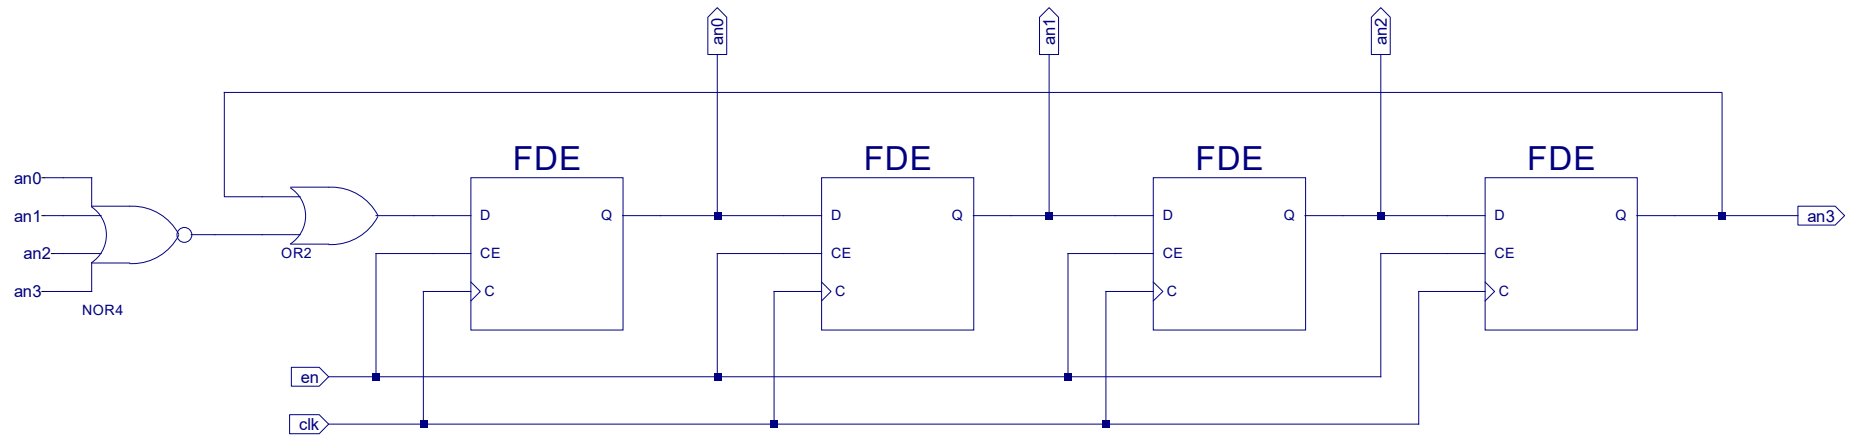 an0 an1 an2
FDE FDE FDE FDE
an0
an1 D Q D Q D Q D Q an3
an2 OR2 CE CE CE CE
an3 C C C C
NOR4
en
clk